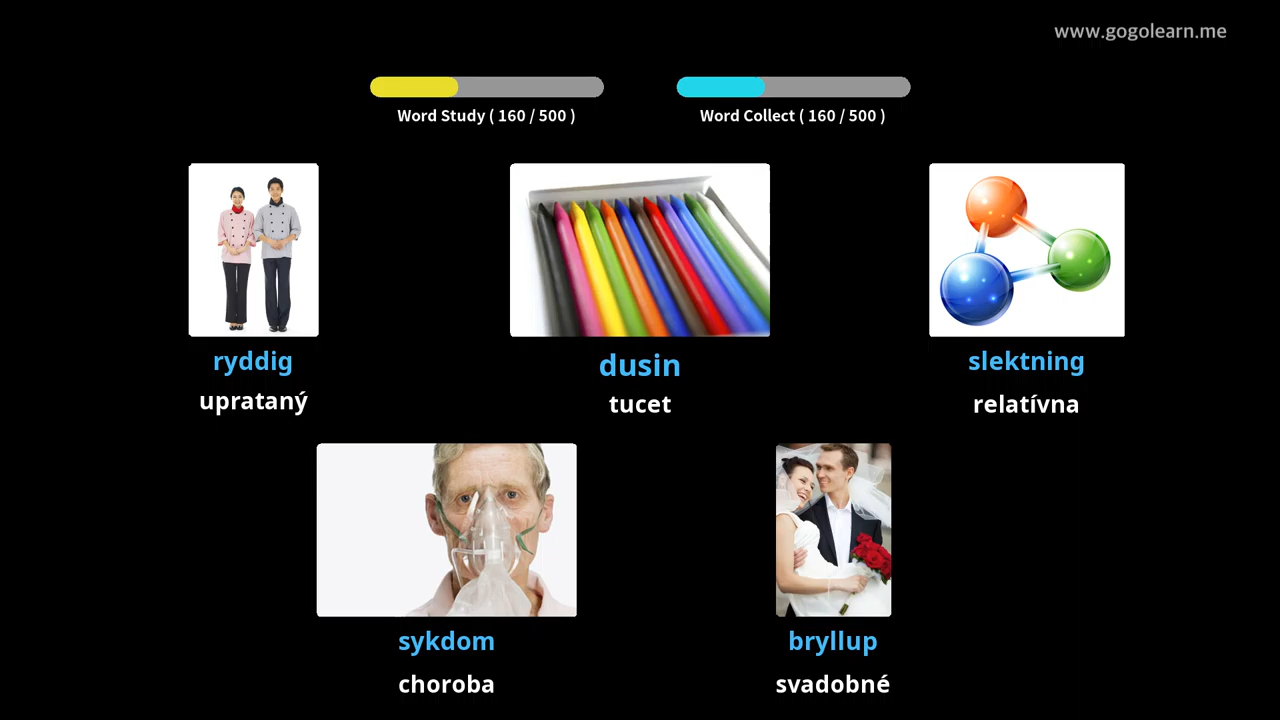 www.gogolearn.me
Word Study ( 160 / 500 )
Word Collect ( 160 / 500 )
ryddig
uprataný
dusin
tucet
slektning
relatívna
sykdom
choroba
bryllup
svadobné